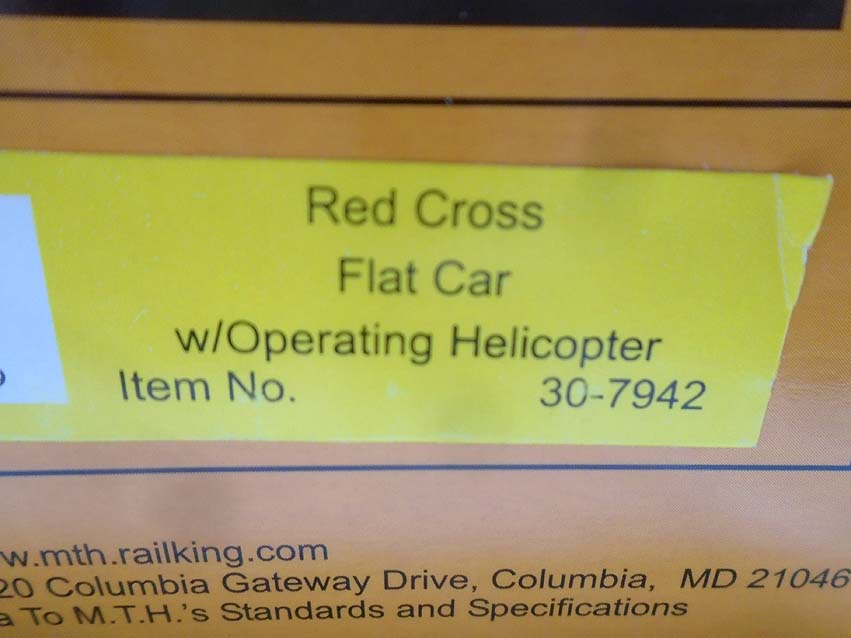 Red Cross
Flat Car
w/Operating Helicopter
Item No. 30-7942
w.mth.railking.com
20 Columbia Gateway Drive, Columbia, MD 21046
a To M.T.H.'s Standards and Specifications